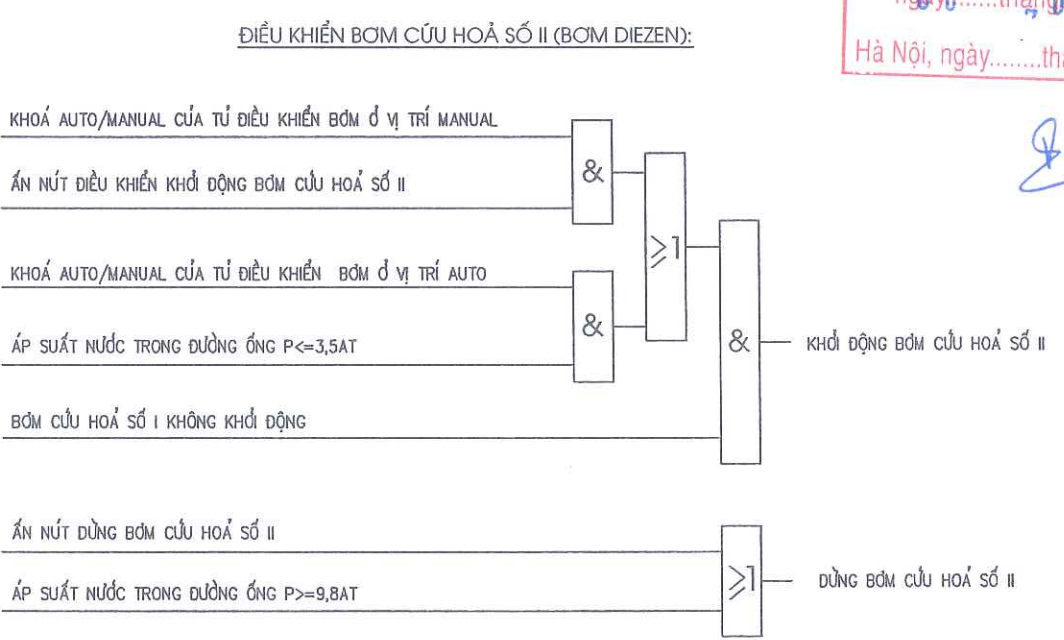 ĐIỀU KHIỂN BƠM CỨU HOẢ SỐ II (BƠM DIEZEN):
Hà Nội, ngày........
KHOÁ AUTO/MANUAL CỦA TỦ ĐIỀU KHIỂN BƠM Ở VỊ TRÍ MANUAL
&
ẤN NÚT ĐIỀU KHIỂN KHỞI ĐỘNG BƠM CỨU HOẢ SỐ II
≥1
KHOÁ AUTO/MANUAL CỦA TỦ ĐIỀU KHIỂN BƠM Ở VỊ TRÍ AUTO
&
ÁP SUẤT NƯỚC TRONG ĐƯỜNG ỐNG P<=3,5AT
&
KHỞI ĐỘNG BƠM CỨU HOẢ SỐ II
BƠM CỨU HOẢ SỐ I KHÔNG KHỞI ĐỘNG
ẤN NÚT DỪNG BƠM CỨU HOẢ SỐ II
≥1
DỪNG BƠM CỨU HOẢ SỐ II
ÁP SUẤT NƯỚC TRONG ĐƯỜNG ỐNG P>=9,8AT